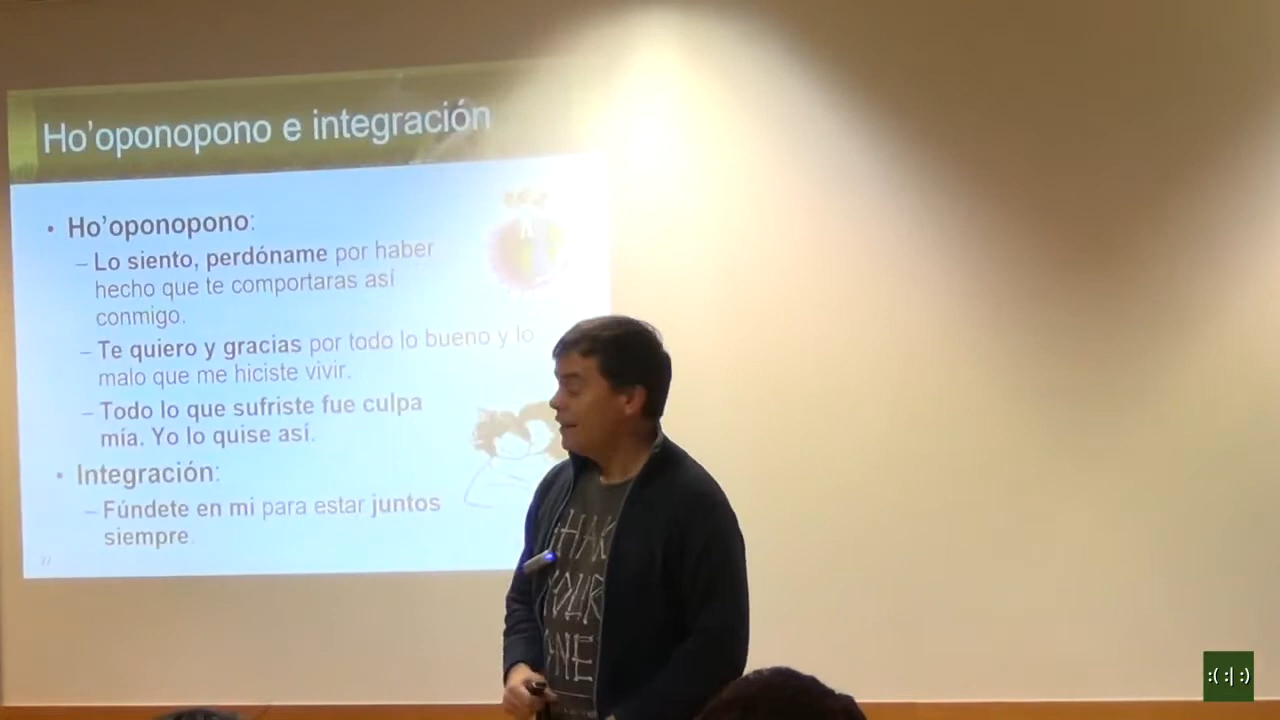 Ho'oponopono e integración
• Ho'oponopono:
– Lo siento, perdóname por haber
hecho que te comportaras así
conmigo.
– Te quiero y gracias por todo lo bueno y lo
malo que me hiciste vivir.
– Todo lo que sufriste fue culpa
mía. Yo lo quise así.
• Integración:
– Fúndete en mi para estar juntos
siempre.
YOUR
:( :| :)